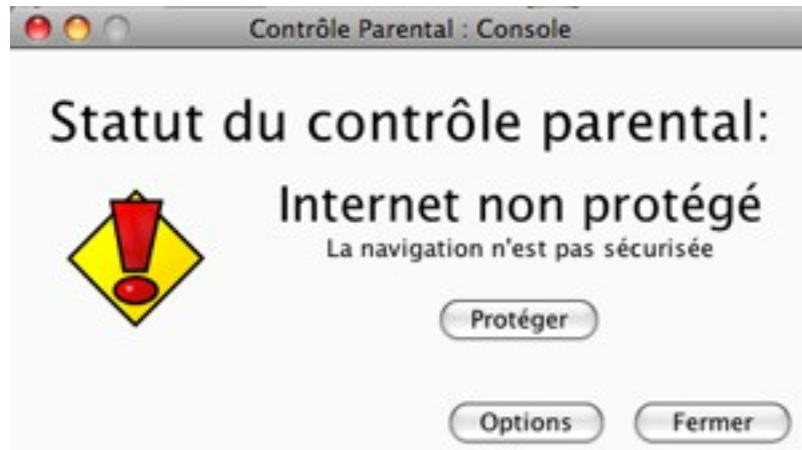 Contrôle Parental : Console
Statut du contrôle parental:
Internet non protégé
La navigation n'est pas sécurisée
Protéger
Options
Fermer